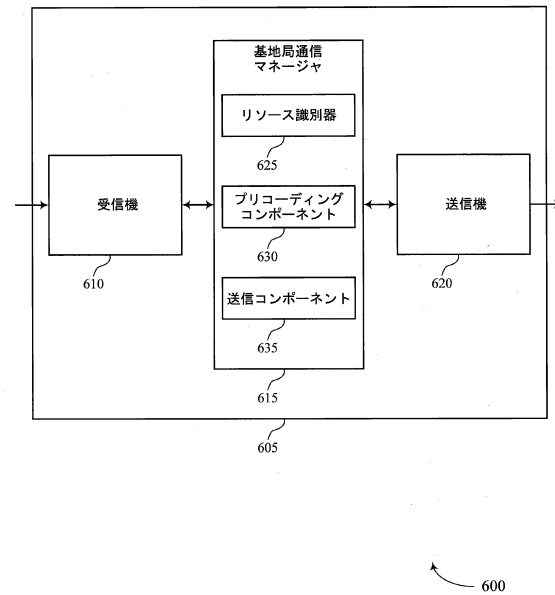 基地局通信
マネージャ
リソース識別器
625
受信機
610
プリコーディング
コンポーネント
630
送信機
620
送信コンポーネント
635
615
605
600